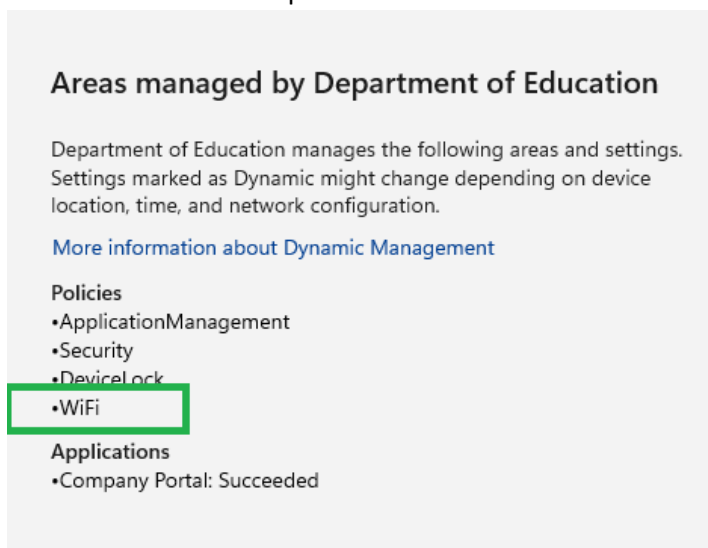 Areas managed by Department of Education
Department of Education manages the following areas and settings.
Settings marked as Dynamic might change depending on device
location, time, and network configuration.
More information about Dynamic Management
Policies
•ApplicationManagement
•Security
•DeviceLock
•WiFi
Applications
•Company Portal: Succeeded